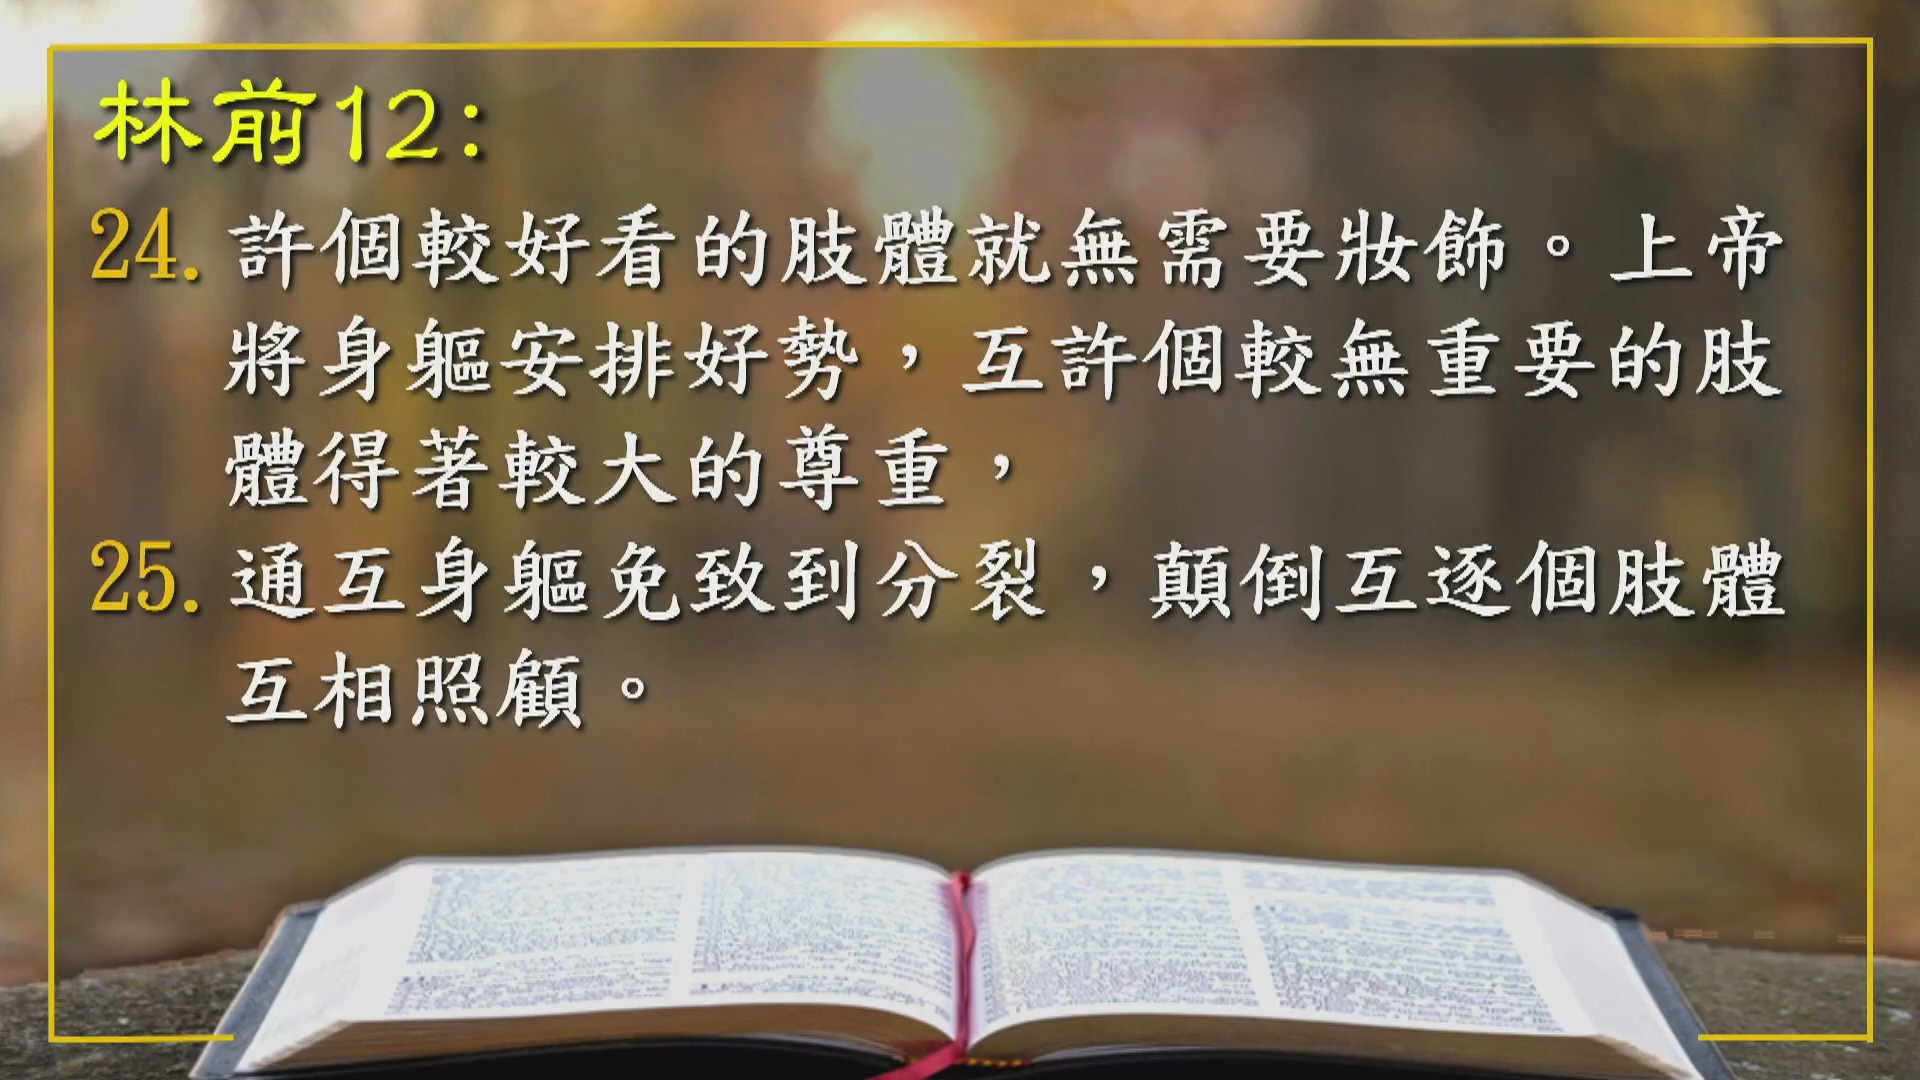 林前12:
24. 許個較好看的肢體就無需要妝飾。上帝
將身軀安排好勢，互許個較無重要的肢
體得著較大的尊重，
25. 通互身軀免致到分裂，顛倒互逐個肢體
互相照顧。